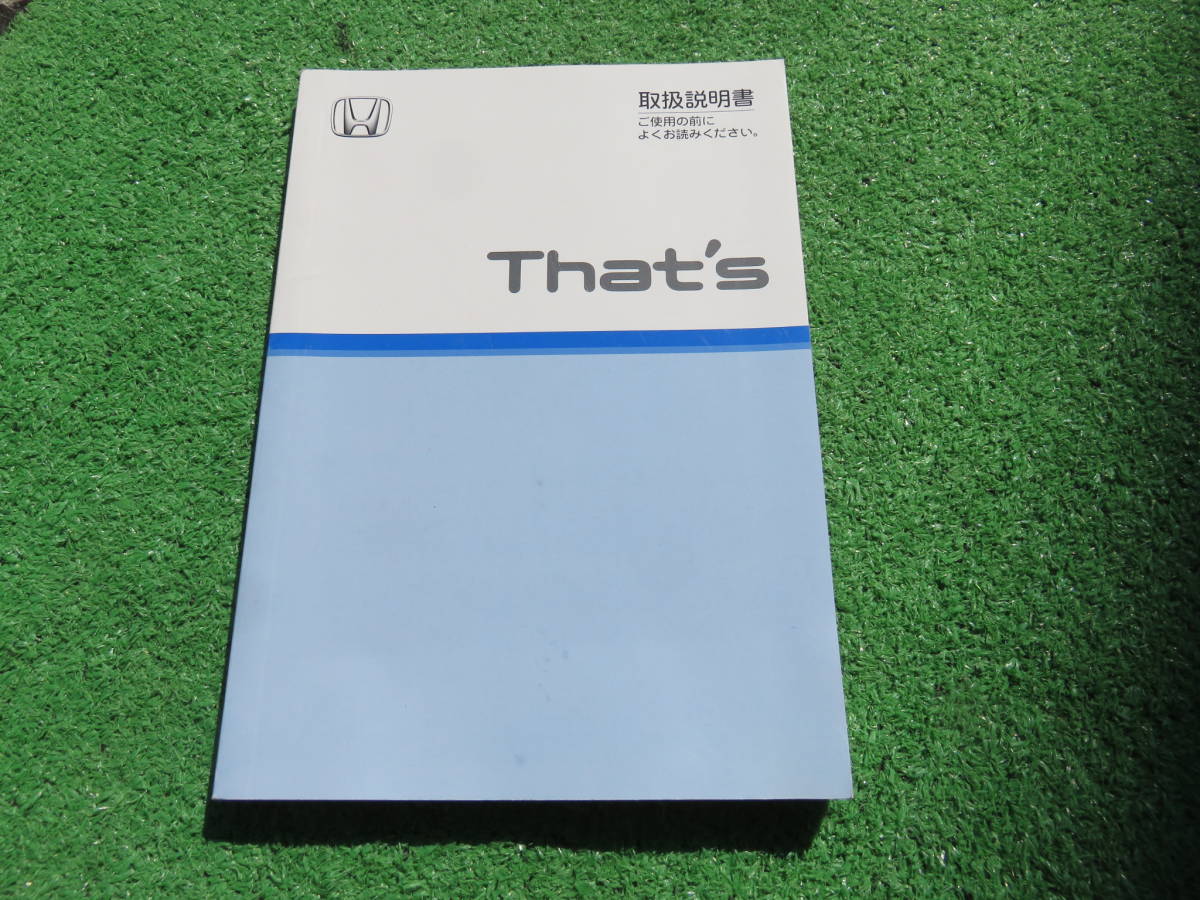 取扱説明書
ご使用の前に
よくお読みください。
That's